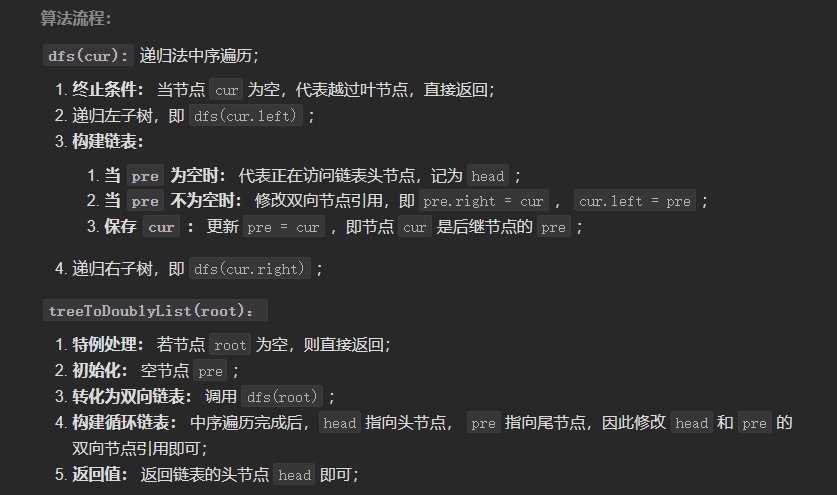 算法流程：
dfs(cur): 递归法中序遍历；
1. 终止条件： 当节点 cur 为空，代表越过叶节点，直接返回；
2. 递归左子树，即 dfs(cur.left) ；
3. 构建链表：
1. 当 pre 为空时： 代表正在访问链表头节点，记为 head ；
2. 当 pre 不为空时： 修改双向节点引用，即 pre.right = cur ， cur.left = pre ；
3. 保存 cur ： 更新 pre = cur ，即节点 cur 是后继节点的 pre ；
4. 递归右子树，即 dfs(cur.right) ；
treeToDoublyList(root)：
1. 特例处理： 若节点 root 为空，则直接返回；
2. 初始化： 空节点 pre ；
3. 转化为双向链表： 调用 dfs(root) ；
4. 构建循环链表： 中序遍历完成后， head 指向头节点， pre 指向尾节点，因此修改 head 和 pre 的
双向节点引用即可；
5. 返回值： 返回链表的头节点 head 即可；